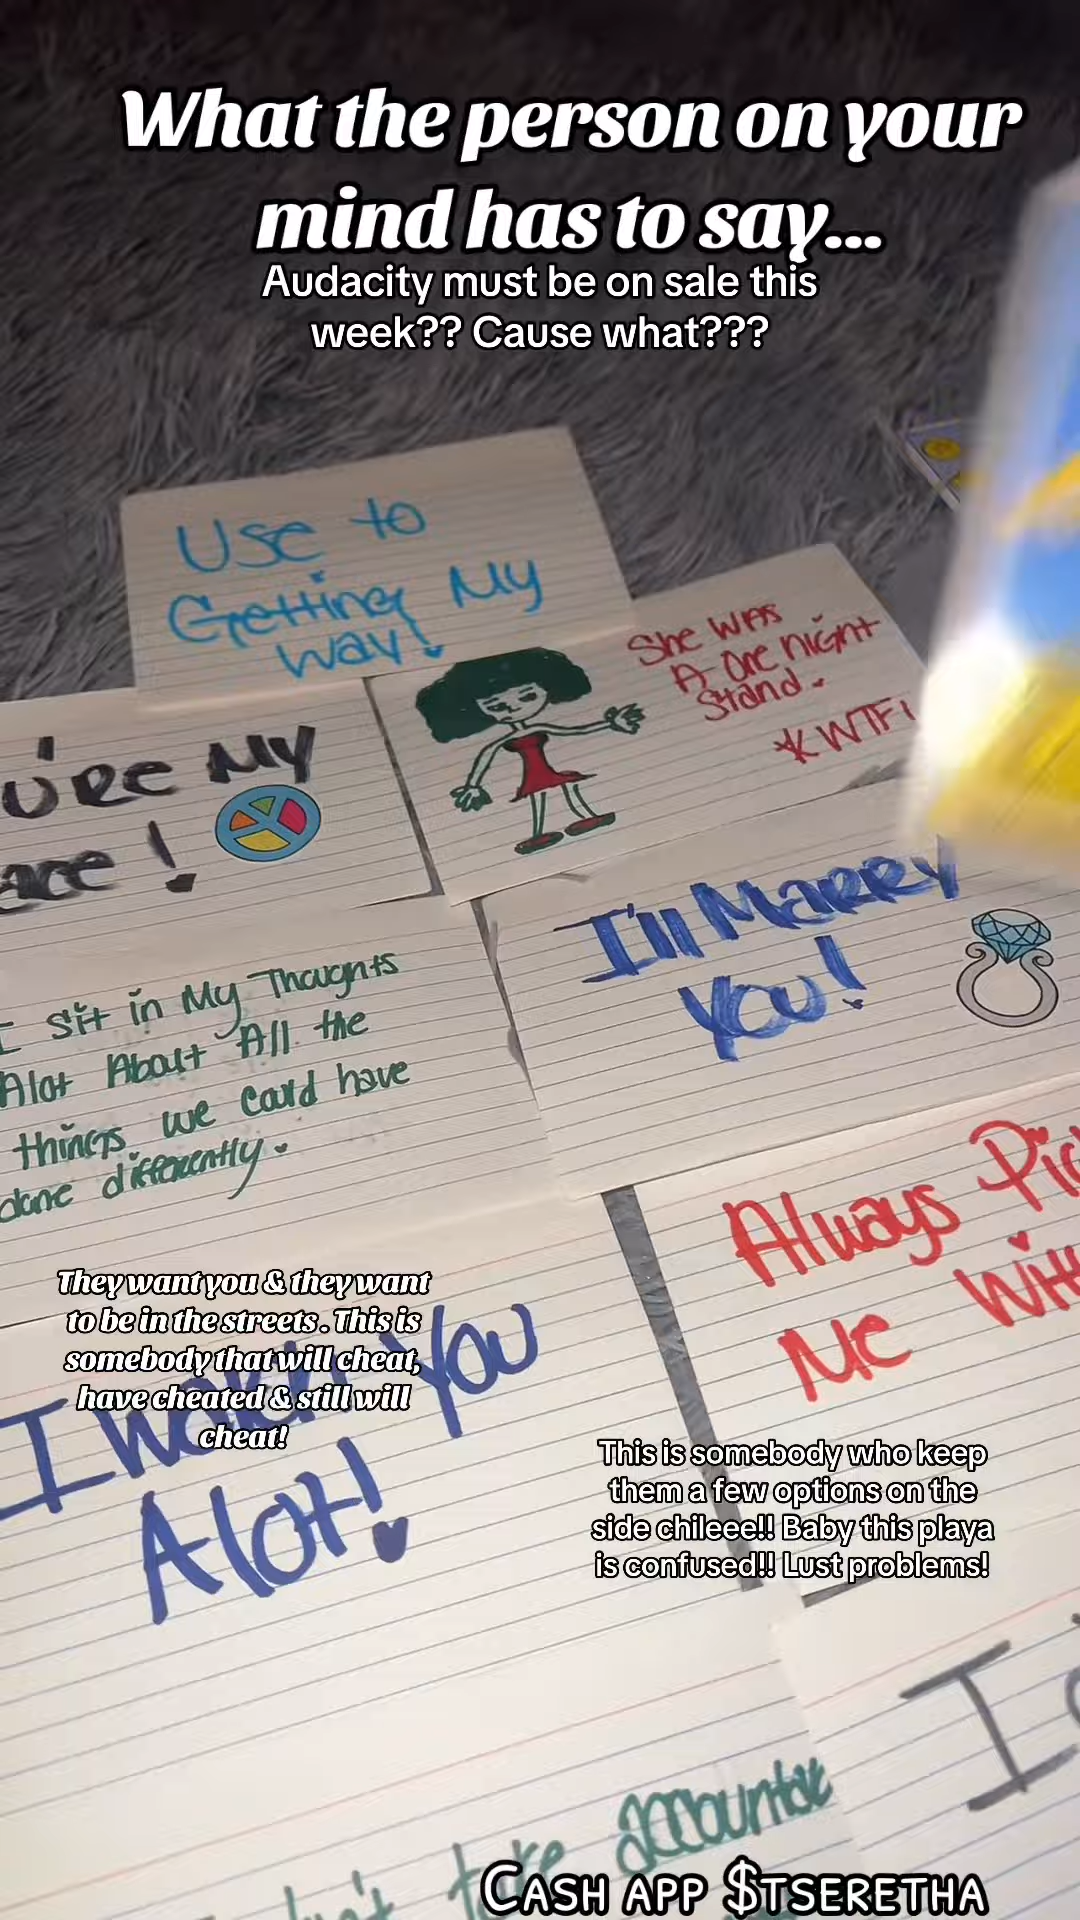 What the person on your
mind has to say...
Audacity must be on sale this
week?? Cause what???
Use to
Getting My
way!
She was
A one night
Stand.
*WTF!
U'RE My
ace!
I'll Marry
You!
I sit in My Thoughts
Alot About All the
things we could have
done differently.
Always Pic
Me with
They want you & they want
to be in the streets. This is
somebody that will cheat,
have cheated & still will
cheat!
I You
Alot!
This is somebody who keep
them a few options on the
side chileee!! Baby this playa
is confused!! Lust problems!
I
take
Cash app $tseretha